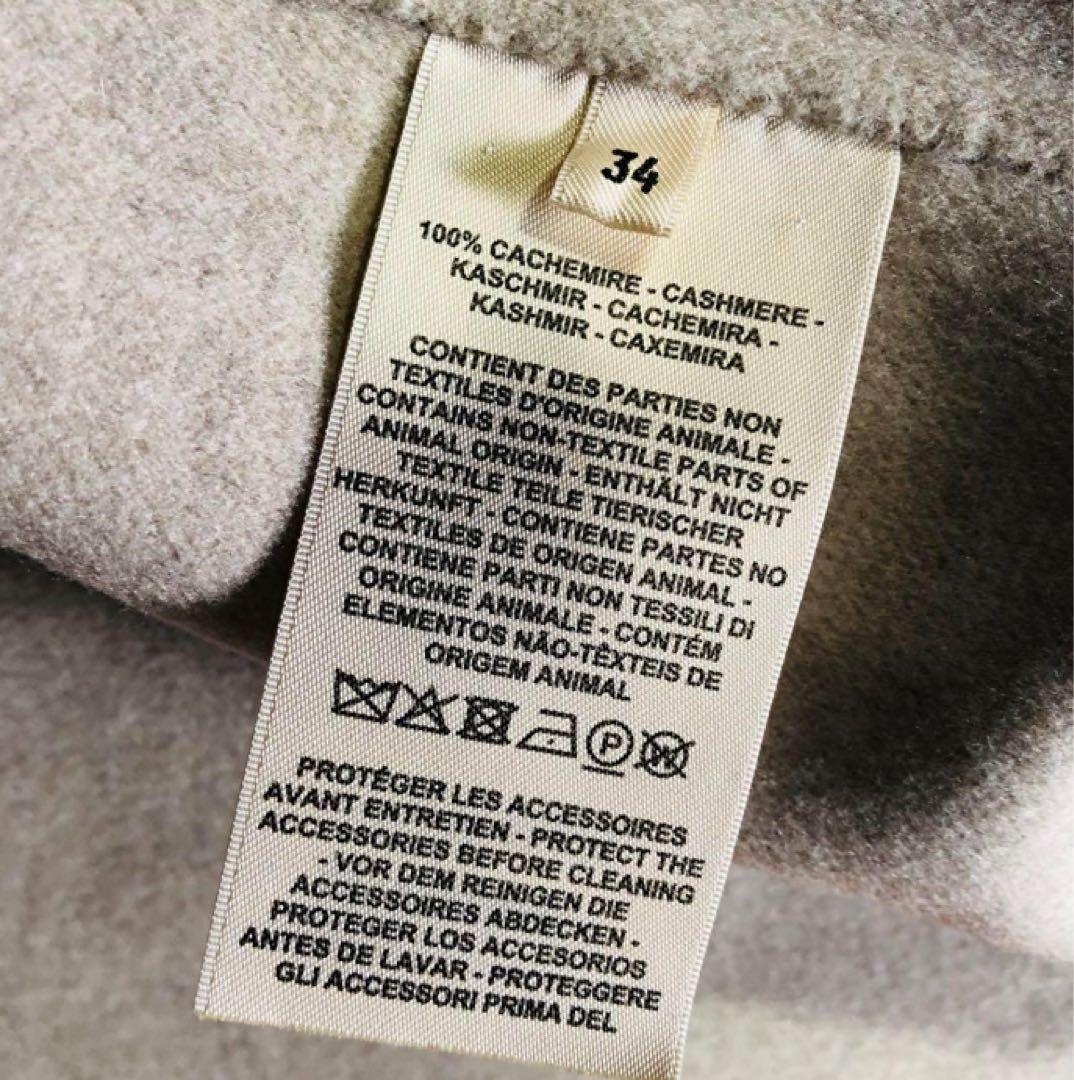 34
100% CACHEMIRE - CASHMERE -
KASCHMIR - CACHEMIRA -
KASHMIR - CAXEMIRA
CONTIENT DES PARTIES NON
TEXTILES D'ORIGINE ANIMALE -
CONTAINS NON-TEXTILE PARTS OF
ANIMAL ORIGIN - ENTHÄLT NICHT
TEXTILE TEILE TIERISCHER
HERKUNFT - CONTIENE PARTES NO
TEXTILES DE ORIGEN ANIMAL -
CONTIENE PARTI NON TESSILI DI
ORIGINE ANIMALE - CONTÉM
ELEMENTOS NÃO-TÊXTEIS DE
ORIGEM ANIMAL
P W
PROTÉGER LES ACCESSOIRES
AVANT ENTRETIEN - PROTECT THE
ACCESSORIES BEFORE CLEANING
- VOR DEM REINIGEN DIE
ACCESSOIRES ABDECKEN -
PROTEGER LOS ACCESORIOS
ANTES DE LAVAR - PROTEGGERE
GLI ACCESSORI PRIMA DEL